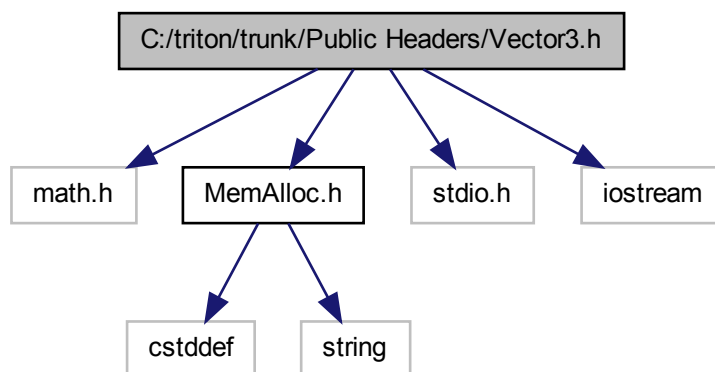 C:/triton/trunk/Public Headers/Vector3.h
math.h
MemAlloc.h
stdio.h
iostream
cstddef
string